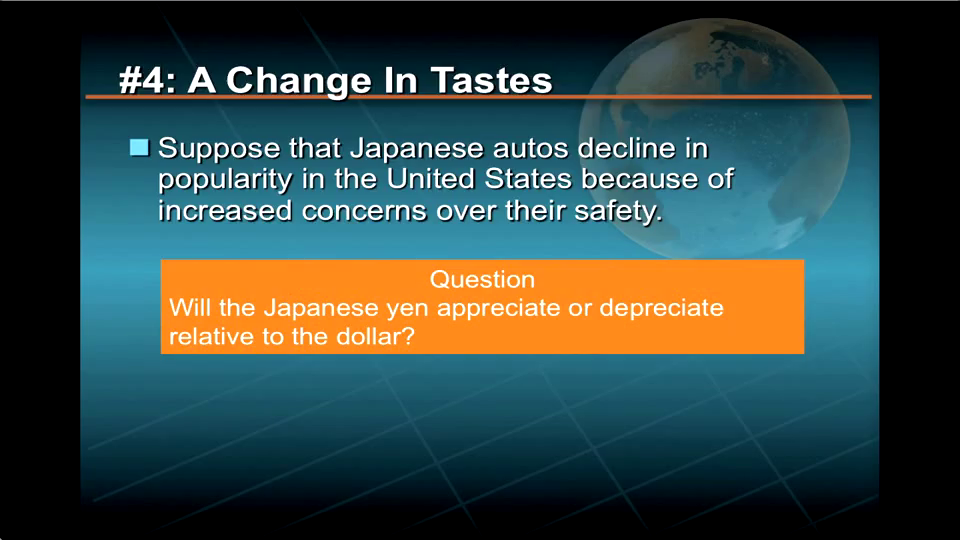 #4: A Change In Tastes
Suppose that Japanese autos decline in
popularity in the United States because of
increased concerns over their safety.
Question
Will the Japanese yen appreciate or depreciate
relative to the dollar?